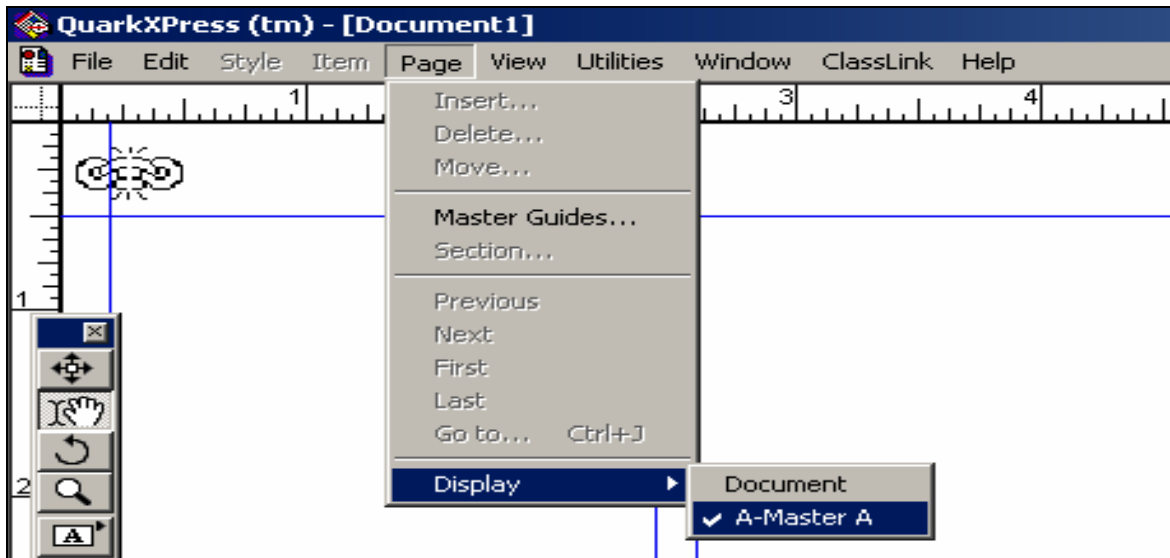 QuarkXPress (tm) - [Document1]
File Edit Style Item Page View Utilities Window ClassLink Help
1 3 4
Insert...
Delete...
Move...
Master Guides...
Section...
1
Previous
Next
First
Last
Go to... Ctrl+J
2
Display Document
A-Master A
A